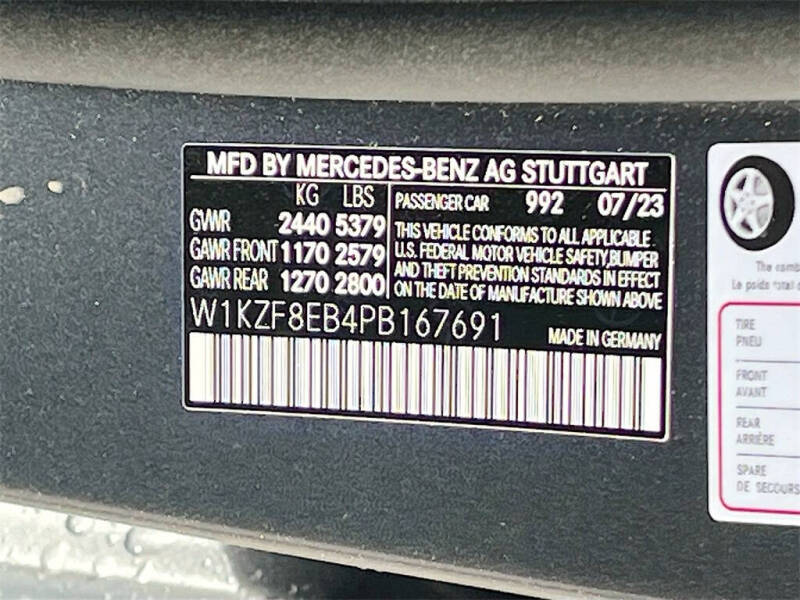 MFD BY MERCEDES-BENZ AG STUTTGART
KG LBS
GVWR 2440 5379
GAWR FRONT 1170 2579
GAWR REAR 1270 2800
PASSENGER CAR 992 07/23
THIS VEHICLE CONFORMS TO ALL APPLICABLE
U.S. FEDERAL MOTOR VEHICLE SAFETY,BUMPER
AND THEFT PREVENTION STANDARDS IN EFFECT
ON THE DATE OF MANUFACTURE SHOWN ABOVE
W1KZF8EB4PB167691
MADE IN GERMANY
The comb
Le poids total
TIRE
PNEU
FRONT
AVANT
REAR
ARRIÈRE
SPARE
DE SECOURS